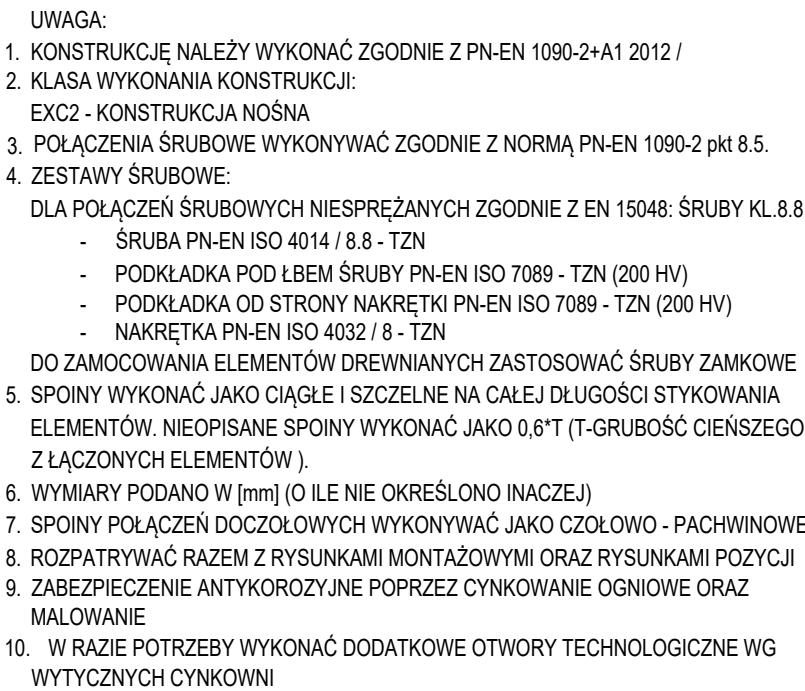 UWAGA:
1. KONSTRUKCJĘ NALEŻY WYKONAĆ ZGODNIE Z PN-EN 1090-2+A1 2012 /
2. KLASA WYKONANIA KONSTRUKCJI:
EXC2 - KONSTRUKCJA NOŚNA
3. POŁĄCZENIA ŚRUBOWE WYKONYWAĆ ZGODNIE Z NORMĄ PN-EN 1090-2 pkt 8.5.
4. ZESTAWY ŚRUBOWE:
DLA POŁĄCZEŃ ŚRUBOWYCH NIESPRĘŻANYCH ZGODNIE Z EN 15048: ŚRUBY KL.8.8
- ŚRUBA PN-EN ISO 4014 / 8.8 - TZN
- PODKŁADKA POD ŁBEM ŚRUBY PN-EN ISO 7089 - TZN (200 HV)
- PODKŁADKA OD STRONY NAKRĘTKI PN-EN ISO 7089 - TZN (200 HV)
- NAKRĘTKA PN-EN ISO 4032 / 8 - TZN
DO ZAMOCOWANIA ELEMENTÓW DREWNIANYCH ZASTOSOWAĆ ŚRUBY ZAMKOWE
5. SPOINY WYKONAĆ JAKO CIĄGŁE I SZCZELNE NA CAŁEJ DŁUGOŚCI STYKOWANIA
ELEMENTÓW. NIEOPISANE SPOINY WYKONAĆ JAKO 0,6*T (T-GRUBOŚĆ CIEŃSZEGO
Z ŁĄCZONYCH ELEMENTÓW ).
6. WYMIARY PODANO W [mm] (O ILE NIE OKREŚLONO INACZEJ)
7. SPOINY POŁĄCZEŃ DOCZOŁOWYCH WYKONYWAĆ JAKO CZOŁOWO - PACHWINOWE
8. ROZPATRYWAĆ RAZEM Z RYSUNKAMI MONTAŻOWYMI ORAZ RYSUNKAMI POZYCJI
9. ZABEZPIECZENIE ANTYKOROZYJNE POPRZEZ CYNKOWANIE OGNIOWE ORAZ
MALOWANIE
10. W RAZIE POTRZEBY WYKONAĆ DODATKOWE OTWORY TECHNOLOGICZNE WG
WYTYCZNYCH CYNKOWNI